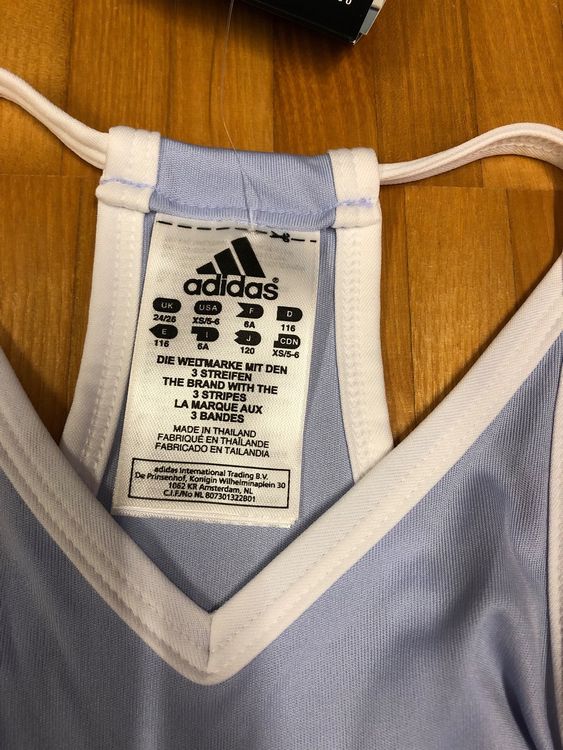 adidas®
UK USA F D
24/26 XS/5-6 6A 116
E I J CDN
116 6A 120 XS/5-6
DIE WELTMARKE MIT DEN
3 STREIFEN
THE BRAND WITH THE
3 STRIPES
LA MARQUE AUX
3 BANDES
MADE IN THAILAND
FABRIQUÉ EN THAÏLANDE
FABRICADO EN TAILANDIA
adidas International Trading B.V.
De Prinsenhof, Konigin Wilhelminaplein 30
1062 KR Amsterdam, NL
C.I.F/No NL 807301322B01